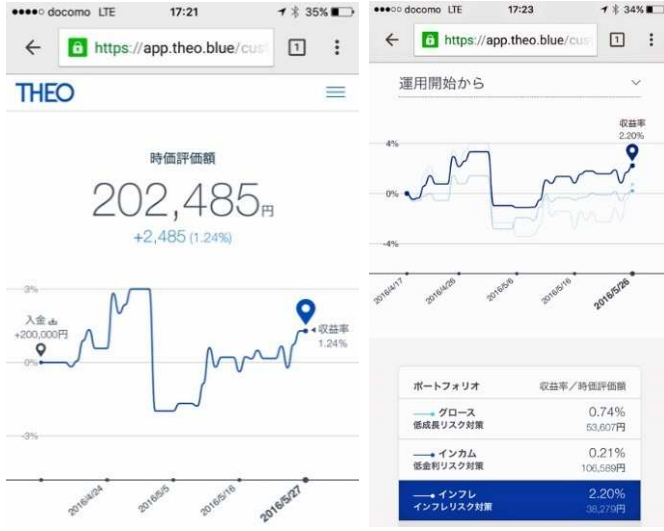 docomo LTE 17:21 35%
https://app.theo.blue/cus
1
THEO
時価評価額
202,485円
+2,485 (1.24%)
3%
入金
+200,000円
収益率
1.24%
0%
-3%
2016/4/24
2016/5/5
2016/5/16
2016/5/27
docomo LTE 17:23 34%
https://app.theo.blue/cus
1
運用開始から
収益率
2.20%
4%
0%
-4%
2016/4/17
2016/4/26
2016/5/6
2016/5/16
2016/5/26
ポートフォリオ 収益率/時価評価額
グロース 0.74%
低成長リスク対策 53,607円
インカム 0.21%
低金利リスク対策 106,589円
インフレ 2.20%
インフレリスク対策 38,279円